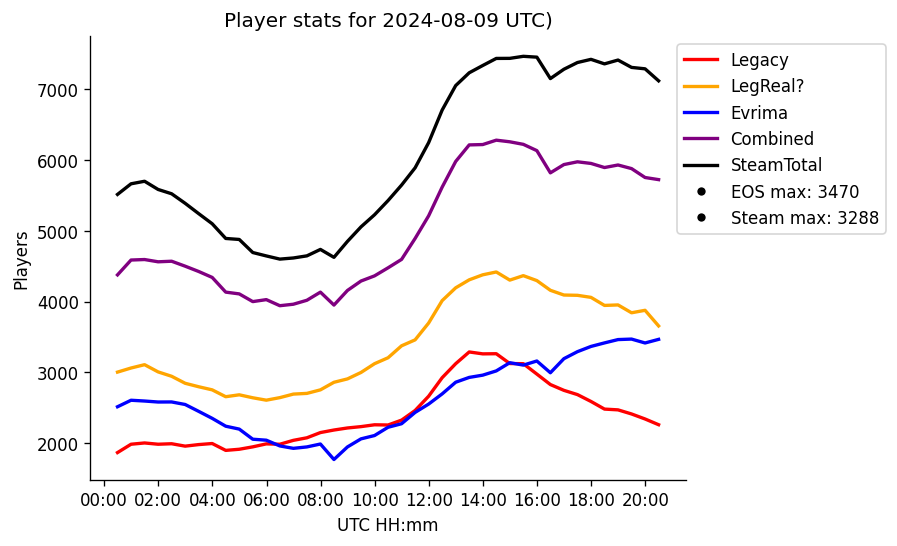 Player stats for 2024-08-09 UTC)
Legacy
LegReal?
Evrima
Combined
SteamTotal
EOS max: 3470
Steam max: 3288
Players
7000
6000
5000
4000
3000
2000
00:00 02:00 04:00 06:00 08:00 10:00 12:00 14:00 16:00 18:00 20:00
UTC HH:mm